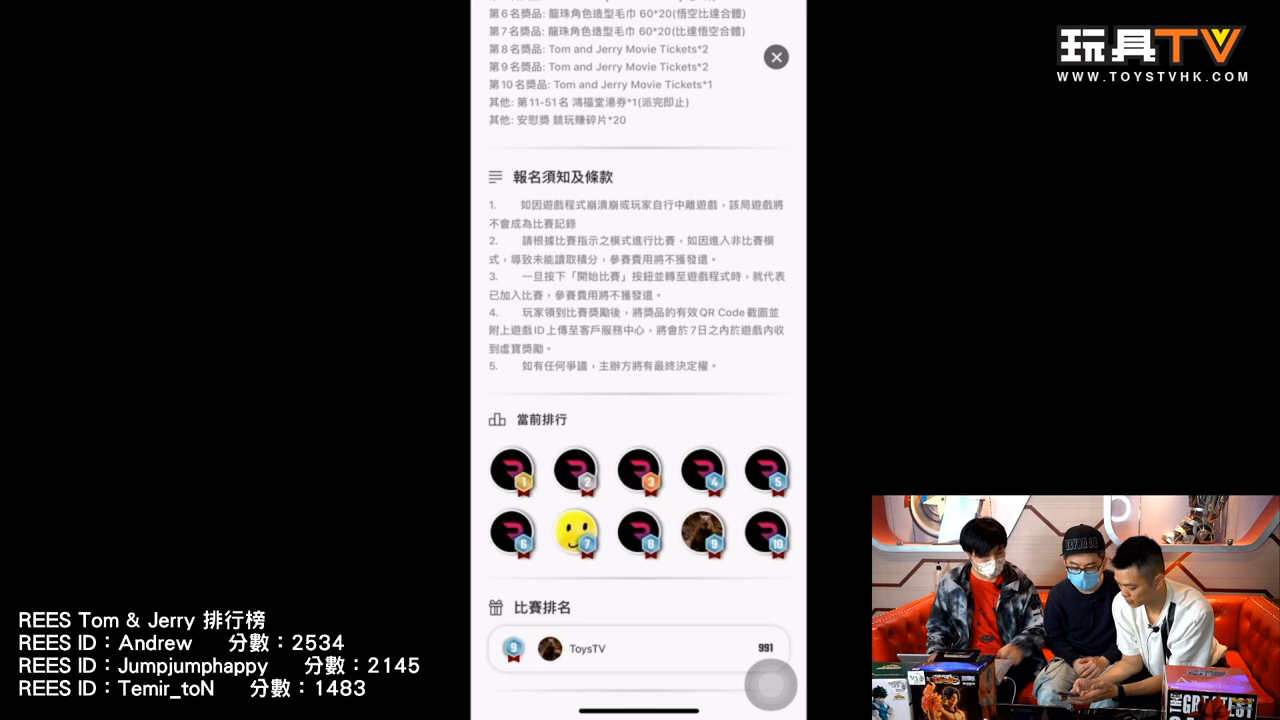 第6名獎品: 龍珠角色造型毛巾 60*20(悟空比達合體)
第7名獎品: 龍珠角色造型毛巾 60*20(比達悟空合體)
第8名獎品: Tom and Jerry Movie Tickets*2
第9名獎品: Tom and Jerry Movie Tickets*2
第10名獎品: Tom and Jerry Movie Tickets*1
其他: 第11-51名 鴻福堂湯券*1(派完即止)
其他: 安慰獎 競玩賺碎片*20
報名須知及條款
1. 如因遊戲程式崩潰崩或玩家自行中離遊戲，該局遊戲將
不會成為比賽記錄
2. 請根據比賽指示之模式進行比賽，如因進入非比賽模
式，導致未能讀取積分，參賽費用將不獲發還。
3. 一旦按下「開始比賽」按鈕並轉至遊戲程式時，就代表
已加入比賽，參賽費用將不獲發還。
4. 玩家領到比賽獎勵後，將獎品的有效QR Code截圖並
附上遊戲ID上傳至客戶服務中心，將會於7日之內於遊戲內收
到虛寶獎勵。
5. 如有任何爭議，主辦方將有最終決定權。
當前排行
1 2 3 4 5
6 7 8 9 10
比賽排名
9 ToysTV 991
玩具TV
WWW.TOYSTVHK.COM
REES Tom & Jerry 排行榜
REES ID：Andrew 分數：2534
REES ID：Jumpjumphappy 分數：2145
REES ID：Temir_toN 分數：1483
THE GREATEST